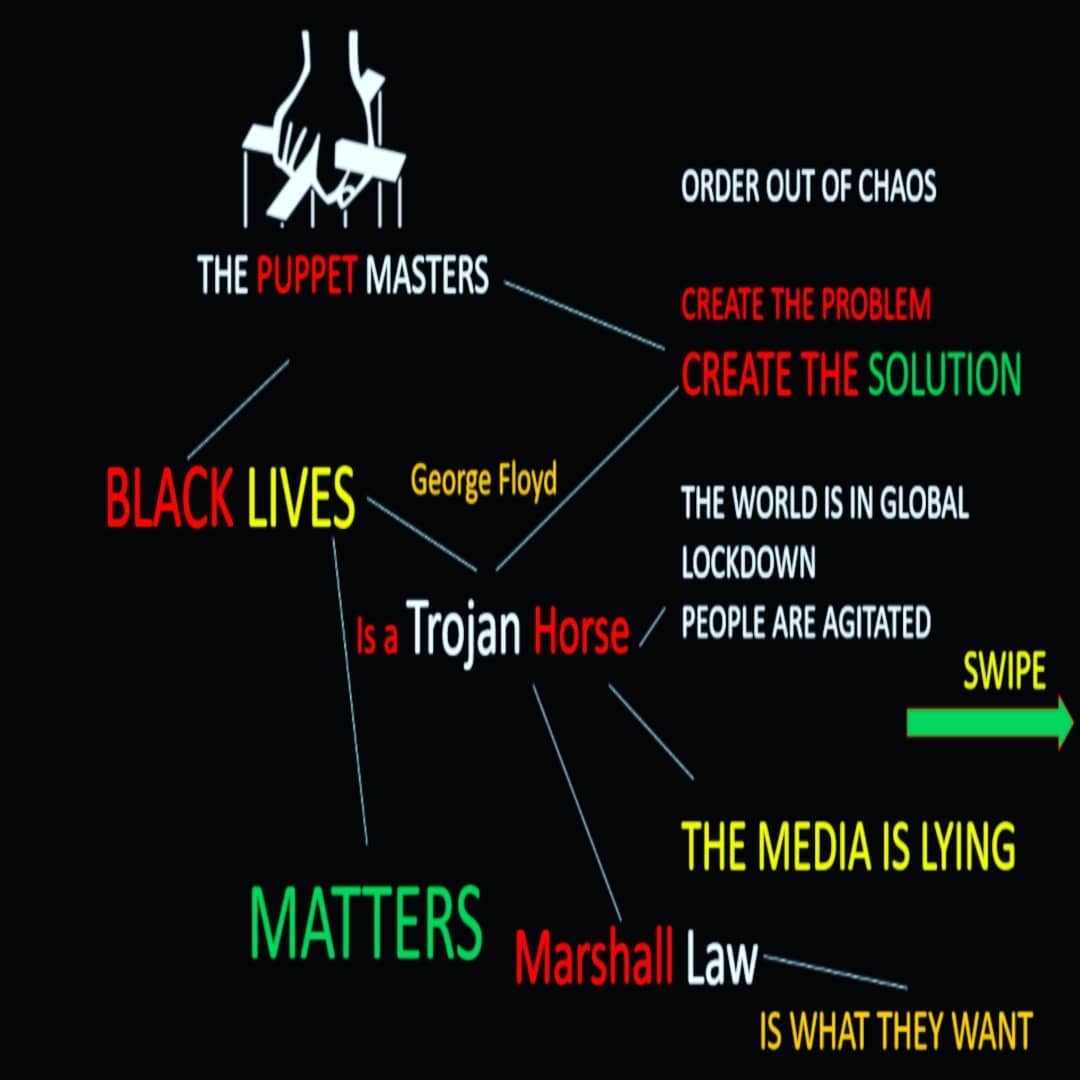 ORDER OUT OF CHAOS
THE PUPPET MASTERS
CREATE THE PROBLEM
CREATE THE SOLUTION
BLACK LIVES
George Floyd
THE WORLD IS IN GLOBAL
LOCKDOWN
PEOPLE ARE AGITATED
Is a Trojan Horse
SWIPE
THE MEDIA IS LYING
MATTERS
Marshall Law
IS WHAT THEY WANT